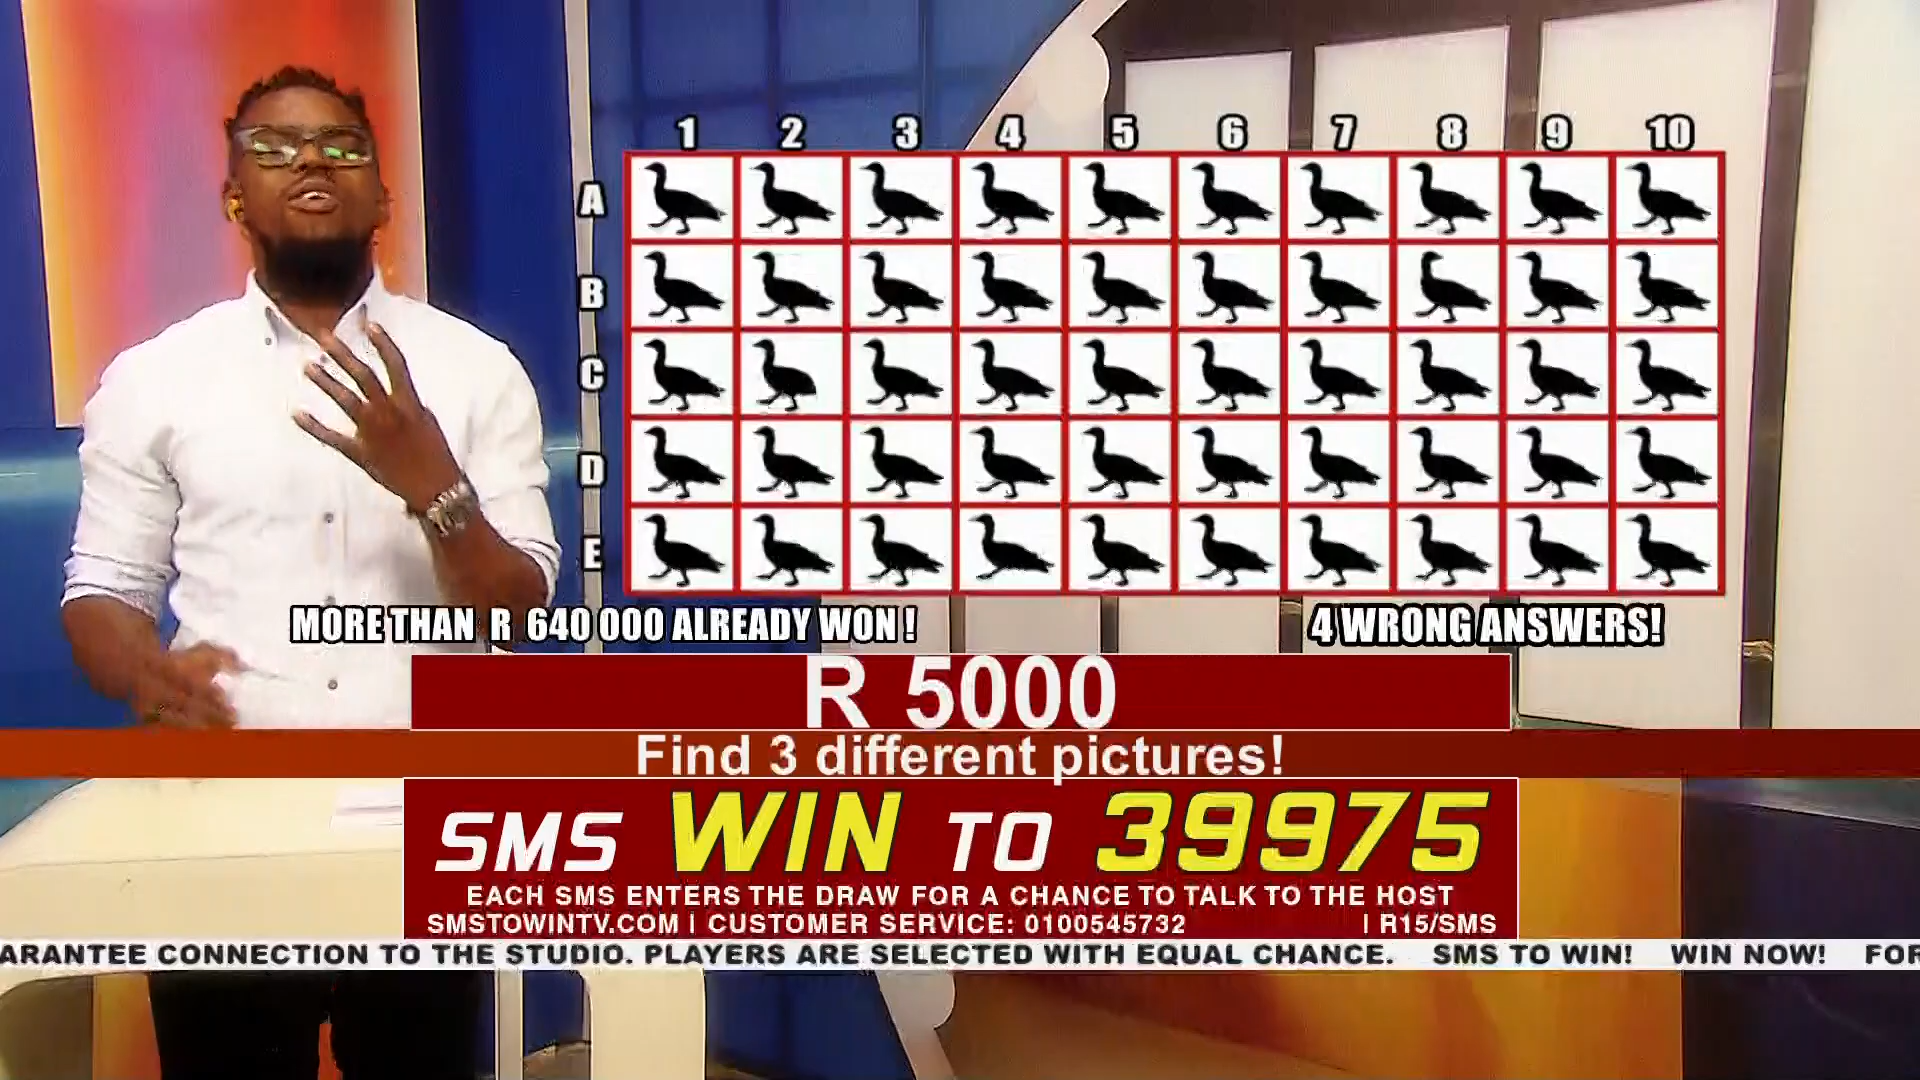 1 2 3 4 5 6 7 8 9 10
A
B
C
D
E
MORE THAN R 640 000 ALREADY WON !
4 WRONG ANSWERS!
R 5000
Find 3 different pictures!
SMS WIN TO 39975
EACH SMS ENTERS THE DRAW FOR A CHANCE TO TALK TO THE HOST
SMSTOWINTV.COM | CUSTOMER SERVICE: 0100545732 | R15/SMS
ARANTEE CONNECTION TO THE STUDIO. PLAYERS ARE SELECTED WITH EQUAL CHANCE. SMS TO WIN! WIN NOW! FOR